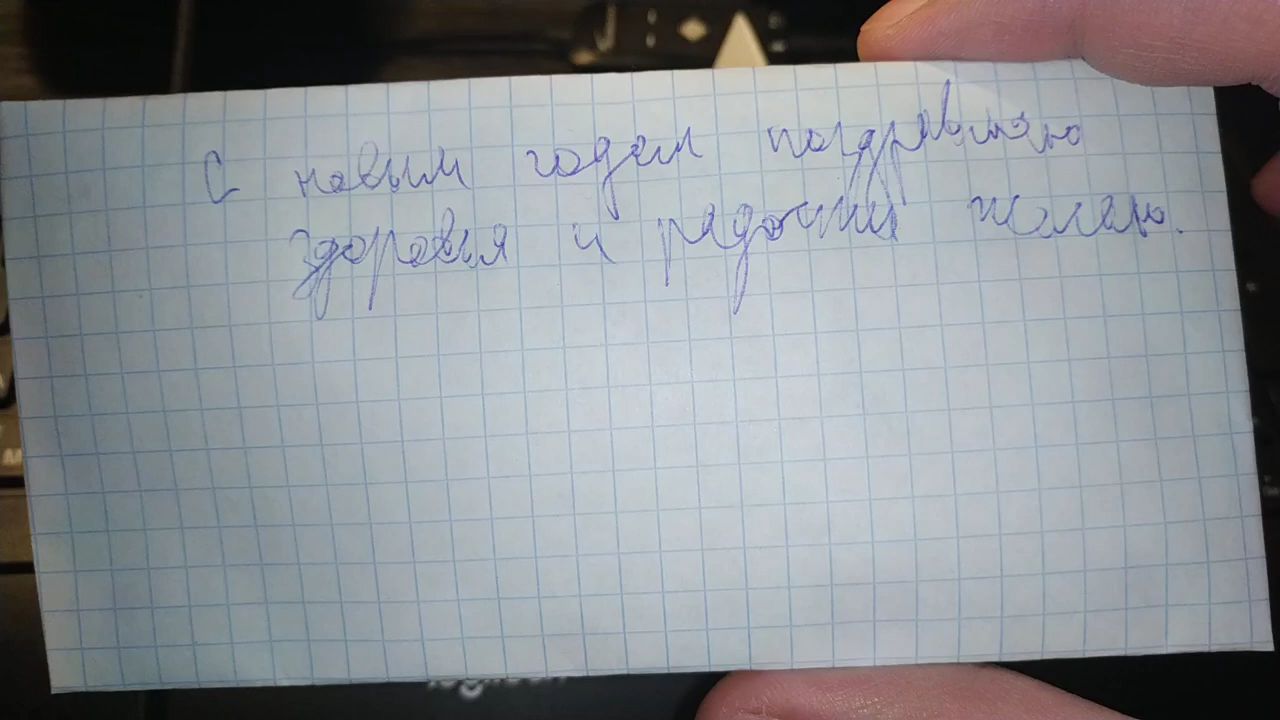 С новым годом поздравляю
здоровья и радости желаю.